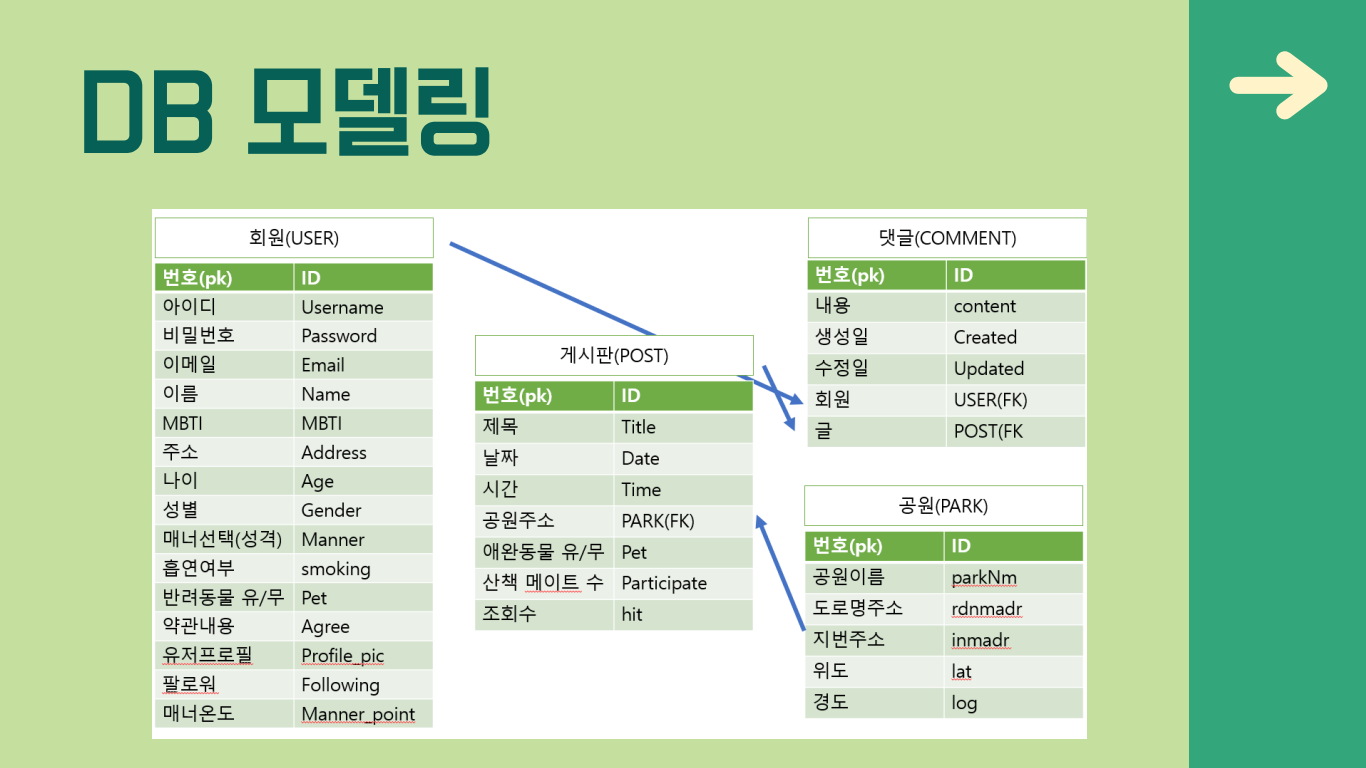 DB 모델링
회원(USER)
번호(pk) ID
아이디 Username
비밀번호 Password
이메일 Email
이름 Name
MBTI MBTI
주소 Address
나이 Age
성별 Gender
매너선택(성격) Manner
흡연여부 smoking
반려동물 유/무 Pet
약관내용 Agree
유저프로필 Profile_pic
팔로워 Following
매너온도 Manner_point
게시판(POST)
번호(pk) ID
제목 Title
날짜 Date
시간 Time
공원주소 PARK(FK)
애완동물 유/무 Pet
산책 메이트 수 Participate
조회수 hit
댓글(COMMENT)
번호(pk) ID
내용 content
생성일 Created
수정일 Updated
회원 USER(FK)
글 POST(FK
공원(PARK)
번호(pk) ID
공원이름 parkNm
도로명주소 rdnmadr
지번주소 inmadr
위도 lat
경도 log